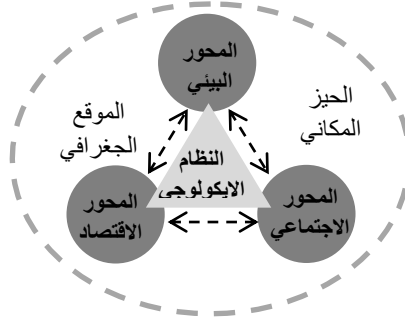 المحور
البيئي
الحيز
المكاني
الموقع
الجغرافي
النظام
الايكولوجي
المحور
الاجتماعي
المحور
الاقتصاد